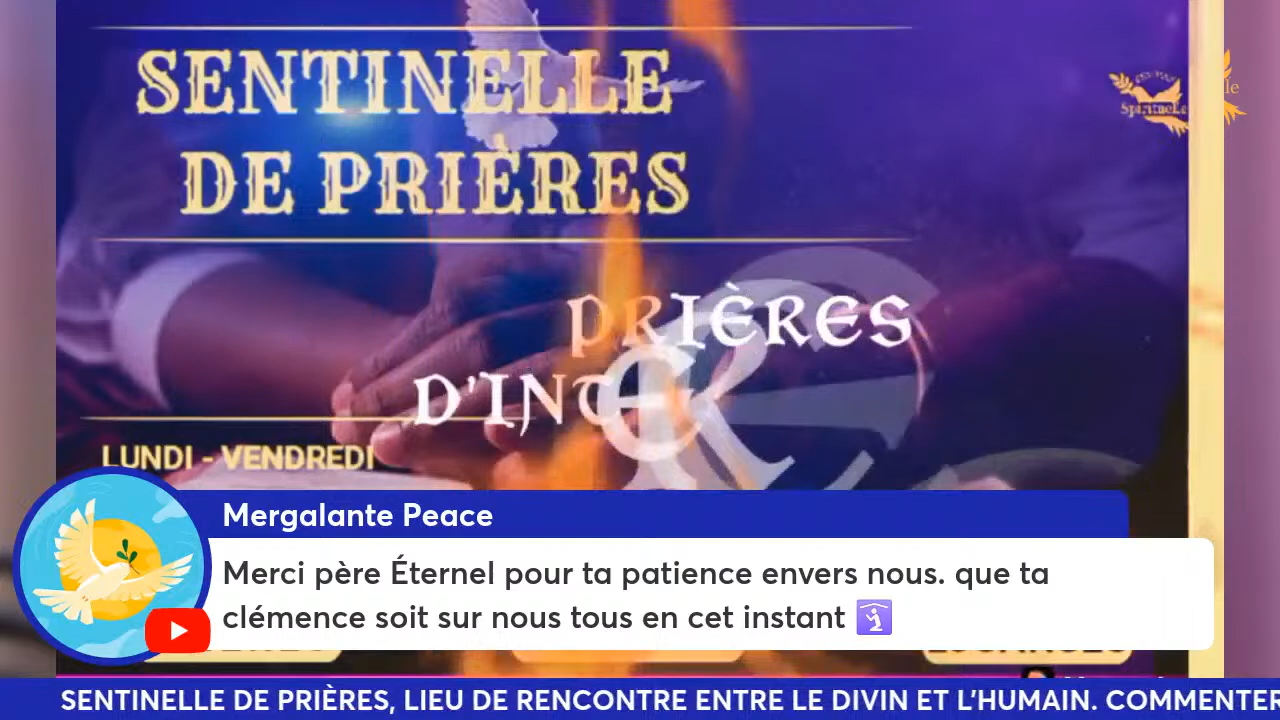 SENTINELLE
DE PRIÈRES
Spirituelle
PRIÈRES
LUNDI - VENDREDI
Mergalante Peace
Merci père Éternel pour ta patience envers nous. que ta
clémence soit sur nous tous en cet instant 🛐
SENTINELLE DE PRIÈRES, LIEU DE RENCONTRE ENTRE LE DIVIN ET L'HUMAIN. COMMENTER